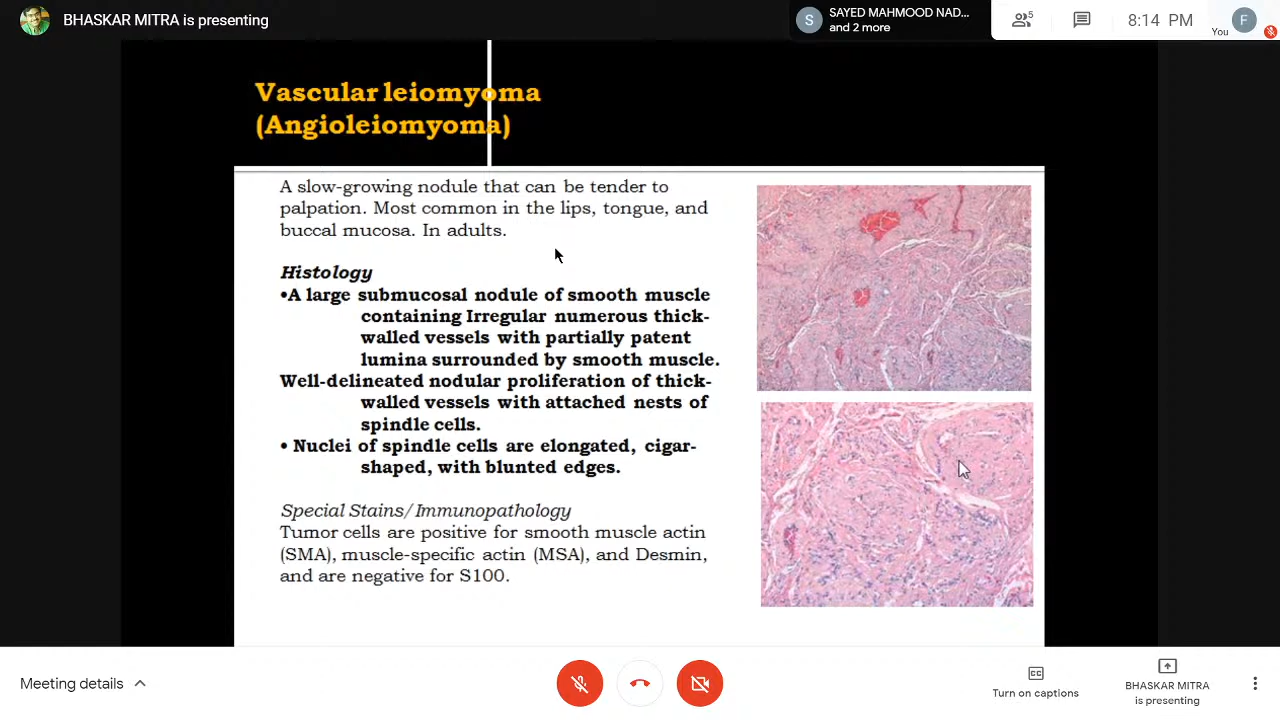 BHASKAR MITRA is presenting
S
SAYED MAHMOOD NAD...
and 2 more
5
8:14 PM
You
F
Vascular leiomyoma
(Angioleiomyoma)
A slow-growing nodule that can be tender to
palpation. Most common in the lips, tongue, and
buccal mucosa. In adults.
Histology
•A large submucosal nodule of smooth muscle
containing Irregular numerous thick-
walled vessels with partially patent
lumina surrounded by smooth muscle.
Well-delineated nodular proliferation of thick-
walled vessels with attached nests of
spindle cells.
• Nuclei of spindle cells are elongated, cigar-
shaped, with blunted edges.
Special Stains/Immunopathology
Tumor cells are positive for smooth muscle actin
(SMA), muscle-specific actin (MSA), and Desmin,
and are negative for S100.
Meeting details
CC
Turn on captions
BHASKAR MITRA
is presenting